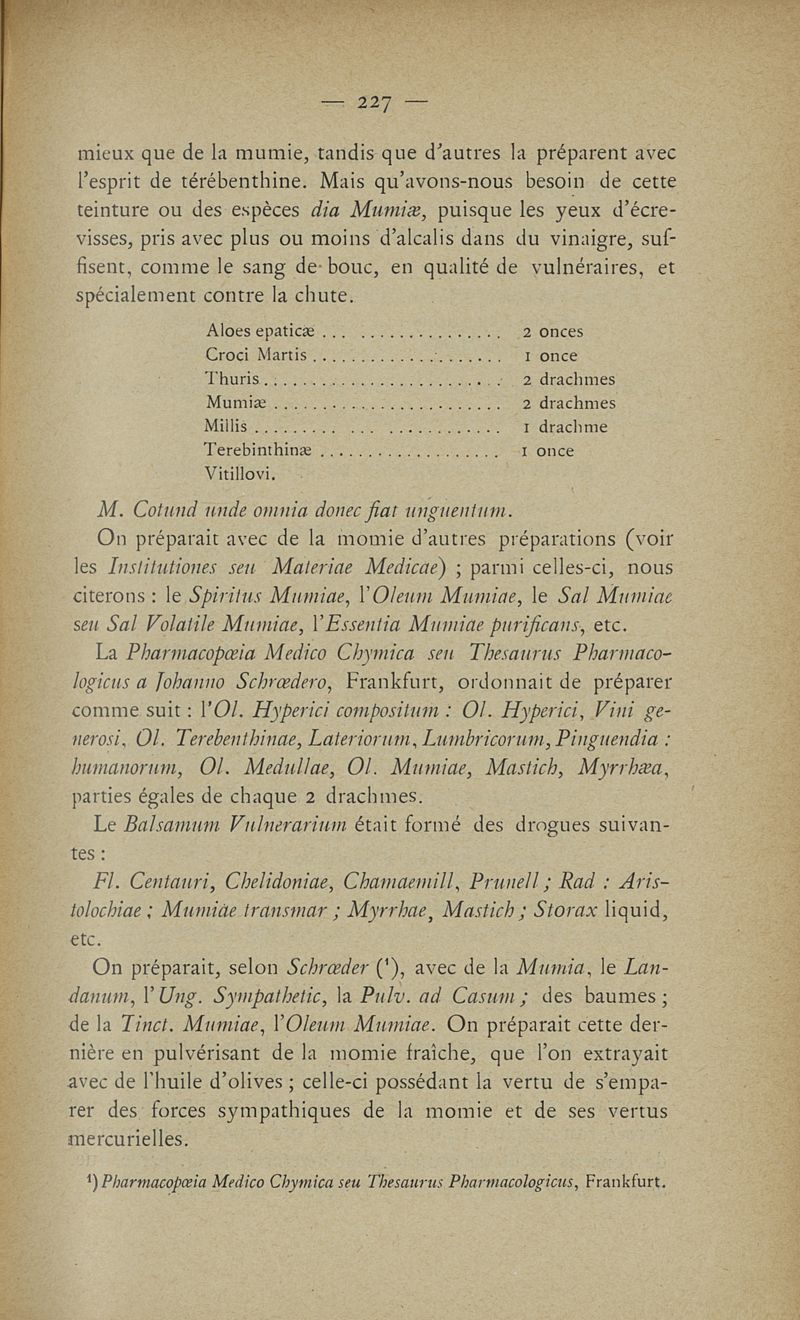 — 227 —
mieux que de la mumie, tandis que d'autres la préparent avec
l'esprit de térébenthine. Mais qu'avons-nous besoin de cette
teinture ou des espèces dia Mumiæ, puisque les yeux d'écre-
visses, pris avec plus ou moins d'alcalis dans du vinaigre, suf-
fisent, comme le sang de bouc, en qualité de vulnéraires, et
spécialement contre la chute.
Aloes epaticæ . . . . . . . . . . . . . . . . . . . . 2 onces
Croci Martis . . . . . . . . . . . . . . . . . . . . 1 once
Thuris . . . . . . . . . . . . . . . . . . . . . . . . 2 drachmes
Mumiæ . . . . . . . . . . . . . . . . . . . . . . . . 2 drachmes
Millis . . . . . . . . . . . . . . . . . . . . . . . . 1 drachme
Terebinthinæ . . . . . . . . . . . . . . . . . . . 1 once
Vitillovi.
M. Cotund unde omnia donec fiat unguentum.
On préparait avec de la momie d'autres préparations (voir
les Institutiones seu Materiae Medicae) ; parmi celles-ci, nous
citerons : le Spiritus Mumiae, l'Oleum Mumiae, le Sal Mumiae
seu Sal Volatile Mumiae, l'Essentia Mumiae purificans, etc.
La Pharmacopœia Medico Chymica seu Thesaurus Pharmaco-
logicus a Johanno Schrœdero, Frankfurt, ordonnait de préparer
comme suit : l'Ol. Hyperici compositum : Ol. Hyperici, Vini ge-
nerosi, Ol. Terebenthinae, Lateriorum, Lumbricorum, Pinguendia :
humanorum, Ol. Medullae, Ol. Mumiae, Mastich, Myrrhæa,
parties égales de chaque 2 drachmes.
Le Balsamum Vulnerarium était formé des drogues suivan-
tes :
Fl. Centauri, Chelidoniae, Chamaemill, Prunell ; Rad : Aris-
tolochiae ; Mumiae transmar ; Myrrhae, Mastich ; Storax liquid,
etc.
On préparait, selon Schrœder (¹), avec de la Mumia, le Lan-
danum, l'Ung. Sympathetic, la Pulv. ad Casum ; des baumes ;
de la Tinct. Mumiae, l'Oleum Mumiae. On préparait cette der-
nière en pulvérisant de la momie fraîche, que l'on extrayait
avec de l'huile d'olives ; celle-ci possédant la vertu de s'empa-
rer des forces sympathiques de la momie et de ses vertus
mercurielles.
¹) Pharmacopœia Medico Chymica seu Thesaurus Pharmacologicus, Frankfurt.